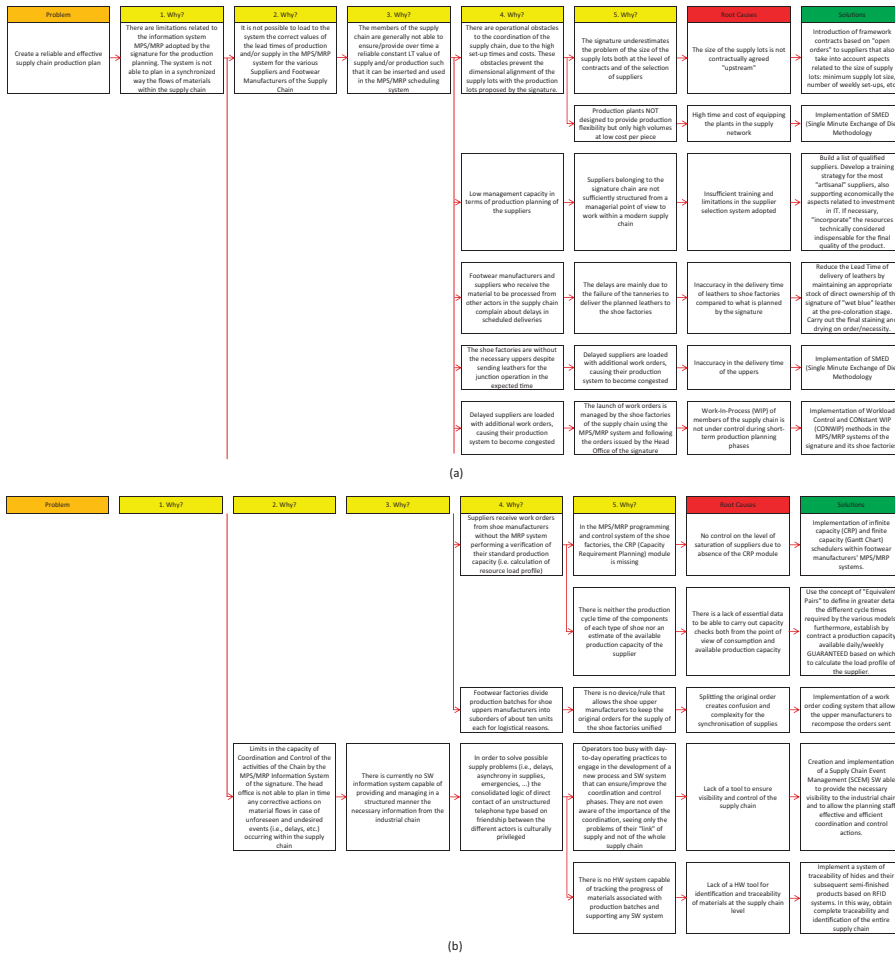 Problem
1. Why?
2. Why?
3. Why?
4. Why?
5. Why?
Root Causes
Solutions
Create a reliable and effective
supply chain production plan
There are limitations related to
the information system
MPS/MRP adopted by the
signature for the production
planning. The system is not
able to plan in a synchronized
way the flows of materials
within the supply chain
It is not possible to load to the
system the correct values of
the lead times of production
and/or supply in the MPS/MRP
system for the various
Suppliers and Footwear
Manufacturers of the Supply
Chain
The members of the supply
chain are generally not able to
ensure/provide over time a
reliable constant LT value of
supply and/or production such
that it can be inserted and used
in the MPS/MRP scheduling
system
There are operational obstacles
to the coordination of the
supply chain, due to the high
set-up times and costs. These
obstacles prevent the
dimensional alignment of the
supply lots with the production
lots proposed by the signature.
The signature underestimates
the problem of the size of the
supply lots both at the level of
contracts and of the selection
of suppliers
The size of the supply lots is not
contractually agreed
"upstream"
Introduction of framework
contracts based on "open
orders" to suppliers that also
take into account aspects
related to the size of supply
lots: minimum supply lot size,
number of weekly set-ups, etc.
Production plants NOT
designed to provide production
flexibility but only high volumes
at low cost per piece
High time and cost of equipping
the plants in the supply
network
Implementation of SMED
(Single Minute Exchange of Die
Methodology
Low management capacity in
terms of production planning of
the suppliers
Suppliers belonging to the
signature chain are not
sufficiently structured from a
managerial point of view to
work within a modern supply
chain
Insufficient training and
limitations in the supplier
selection system adopted
Build a list of qualified
suppliers. Develop a training
strategy for the most
"artisanal" suppliers, also
supporting economically the
aspects related to investments
in IT. If necessary,
"incorporate" the resources
technically considered
indispensable for the final
quality of the product.
Footwear manufacturers and
suppliers who receive the
material to be processed from
other actors in the supply chain
complain about delays in
scheduled deliveries
The delays are mainly due to
the failure of the tanneries to
deliver the planned leathers to
the shoe factories
Inaccuracy in the delivery time
of leathers to shoe factories
compared to what is planned
by the signature
Reduce the Lead Time of
delivery of leathers by
maintaining an appropriate
stock of direct ownership of the
signature of "wet blue" leather
at the pre-coloration stage.
Carry out the final staining and
drying on order/necessity.
The shoe factories are without
the necessary uppers despite
sending leathers for the
junction operation in the
expected time
Delayed suppliers are loaded
with additional work orders,
causing their production
system to become congested
Inaccuracy in the delivery time
of the uppers
Implementation of SMED
(Single Minute Exchange of Die
Methodology
Delayed suppliers are loaded
with additional work orders,
causing their production
system to become congested
The launch of work orders is
managed by the shoe factories
of the supply chain using the
MPS/MRP system and following
the orders issued by the Head
Office of the signature
Work-In-Process (WIP) of
members of the supply chain is
not under control during short-
term production planning
phases
Implementation of Workload
Control and CONstant WIP
(CONWIP) methods in the
MPS/MRP systems of the
signature and its shoe factories
(a)
Problem
1. Why?
2. Why?
3. Why?
4. Why?
5. Why?
Root Causes
Solutions
Suppliers receive work orders
from shoe manufacturers
without the MRP system
performing a verification of
their standard production
capacity (i.e. calculation of
resource load profile)
In the MPS/MRP programming
and control system of the shoe
factories, the CRP (Capacity
Requirement Planning) module
is missing
No control on the level of
saturation of suppliers due to
absence of the CRP module
Implementation of infinite
capacity (CRP) and finite
capacity (Gantt Chart)
schedulers within footwear
manufacturers' MPS/MRP
systems.
There is neither the production
cycle time of the components
of each type of shoe nor an
estimate of the available
production capacity of the
supplier
There is a lack of essential data
to be able to carry out capacity
checks both from the point of
view of consumption and
available production capacity
Use the concept of "Equivalent
Pairs" to define in greater detail
the different cycle times
required by the various models
furthermore, establish by
contract a production capacity
available daily/weekly
GUARANTEED based on which
to calculate the load profile of
the supplier.
Footwear factories divide
production batches for shoe
uppers manufacturers into
suborders of about ten units
each for logistical reasons.
There is no device/rule that
allows the shoe upper
manufacturers to keep the
original orders for the supply of
the shoe factories unified
Splitting the original order
creates confusion and
complexity for the
synchronisation of supplies
Implementation of a work
order coding system that allow
the upper manufacturers to
recompose the orders sent
Limits in the capacity of
Coordination and Control of the
activities of the Chain by the
MPS/MRP Information System
of the signature. The head
office is not able to plan in time
any corrective actions on
material flows in case of
unforeseen and undesired
events (i.e., delays, etc.)
occurring within the supply
chain
There is currently no SW
information system capable of
providing and managing in a
structured manner the
necessary information from the
industrial chain
In order to solve possible
supply problems (i.e., delays,
asynchrony in supplies,
emergencies, ...) the
consolidated logic of direct
contact of an unstructured
telephone type based on
friendship between the
different actors is culturally
privileged
Operators too busy with day-
to-day operating practices to
engage in the development of a
new process and SW system
that can ensure/improve the
coordination and control
phases. They are not even
aware of the importance of the
coordination, seeing only the
problems of their "link" of
supply and not of the whole
supply chain
Lack of a tool to ensure
visibility and control of the
supply chain
Creation and implementation
of a Supply Chain Event
Management (SCEM) SW able
to provide the necessary
visibility to the industrial chain
and to allow the planning staff
effective and efficient
coordination and control
actions.
There is no HW system capable
of tracking the progress of
materials associated with
production batches and
supporting any SW system
Lack of a HW tool for
identification and traceability
of materials at the supply chain
level
Implement a system of
traceability of hides and their
subsequent semi-finished
products based on RFID
systems. In this way, obtain
complete traceability and
identification of the entire
supply chain
(b)